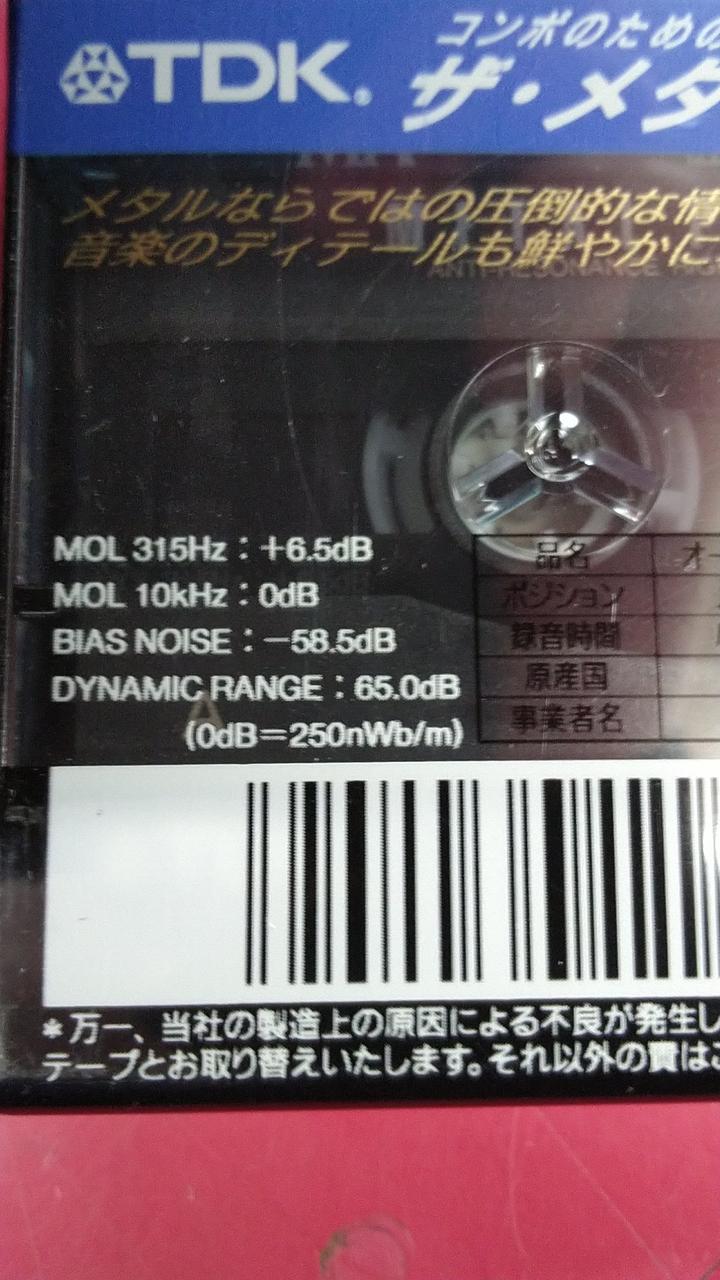 TDK®
コンポのための
ザ・メタ
メタルならではの圧倒的な情
音楽のディテールも鮮やかに
ANTI-RESONANCE
MOL 315Hz：+6.5dB
MOL 10kHz：0dB
BIAS NOISE：−58.5dB
DYNAMIC RANGE：65.0dB
(0dB=250nWb/m)
A
品名 オー
ポジション
録音時間
原産国
事業者名
*万一、当社の製造上の原因による不良が発生し
テープとお取り替えいたします。それ以外の責はご